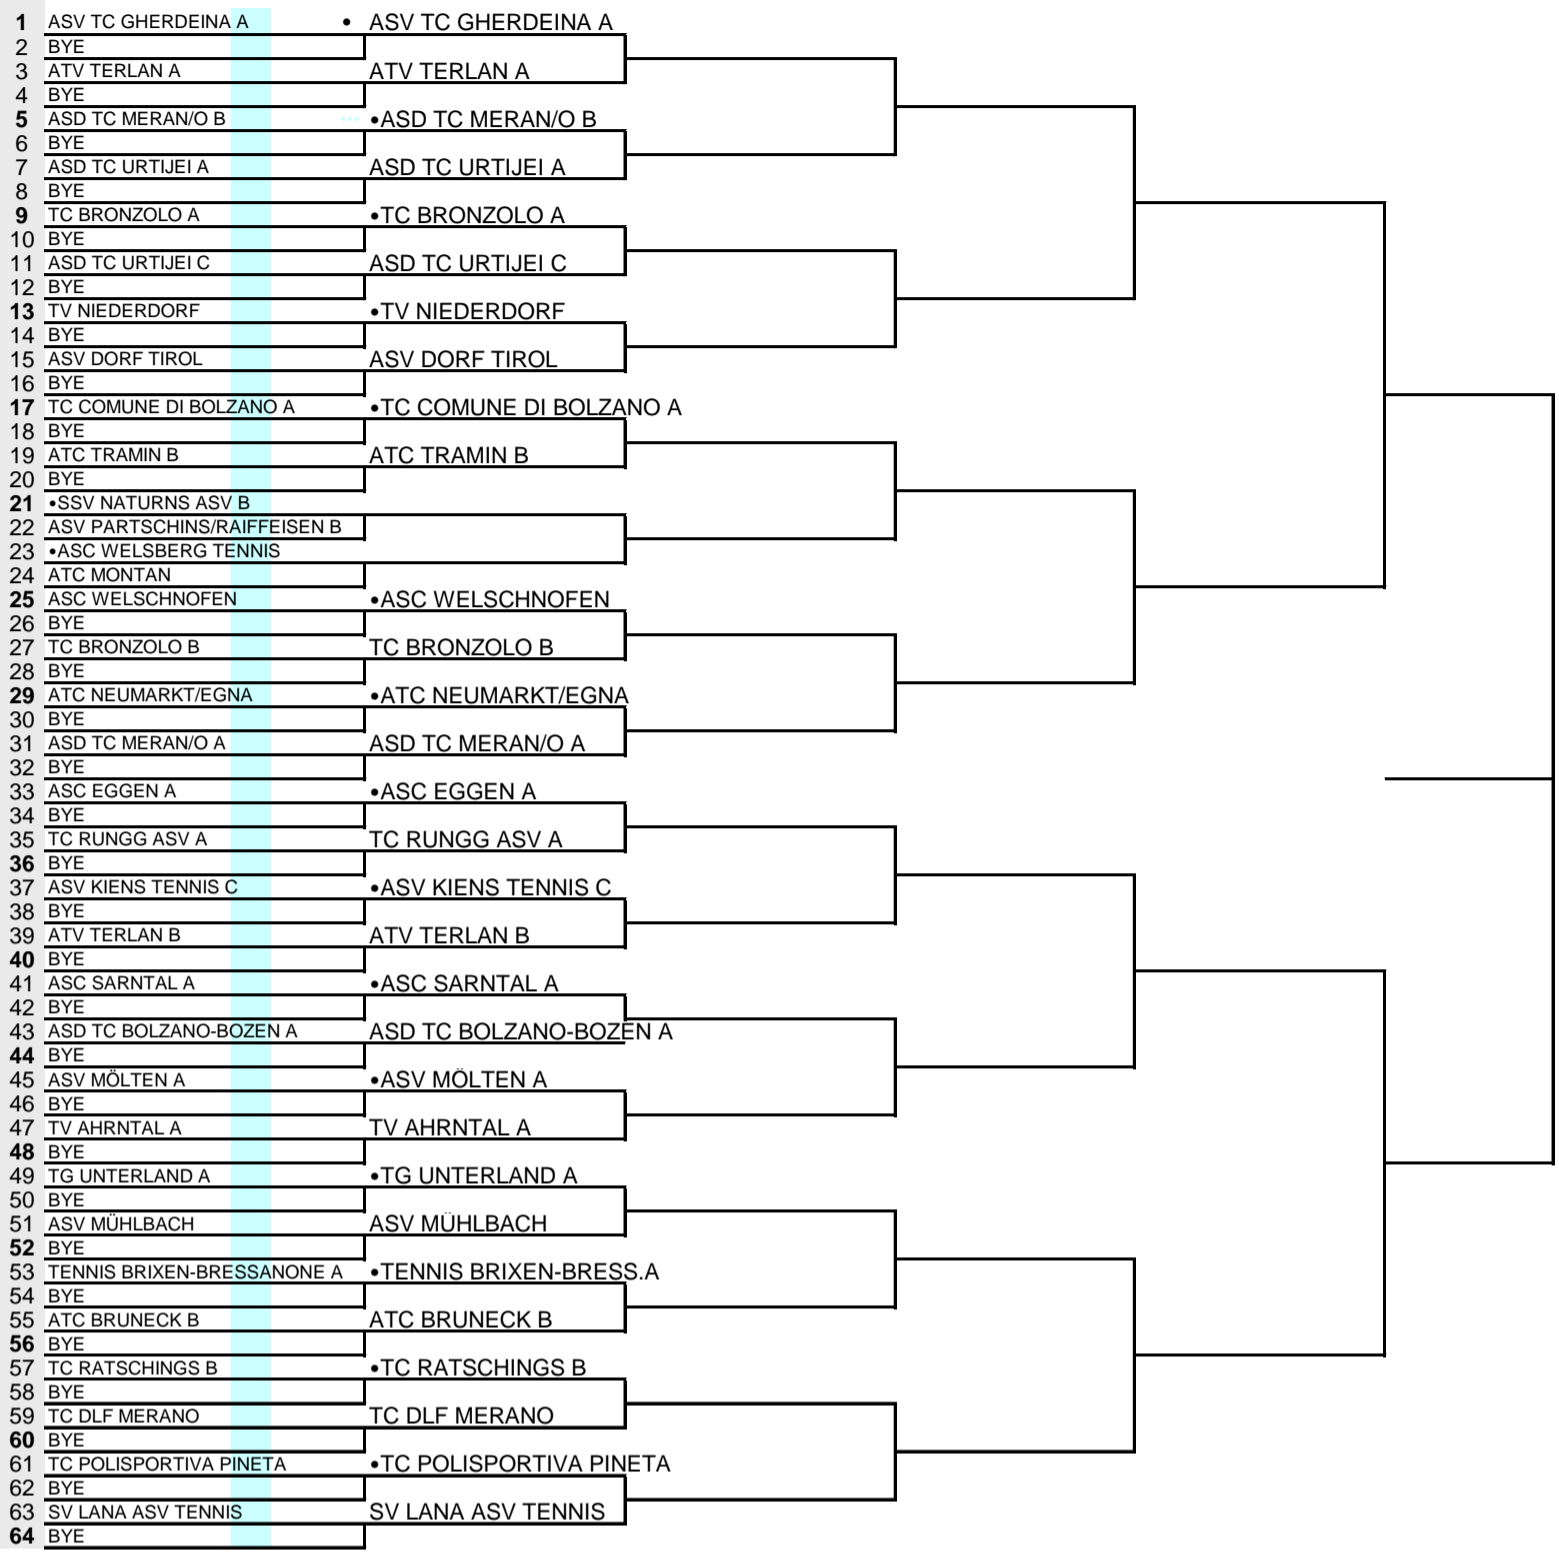 1 ASV TC GHERDEINA A • ASV TC GHERDEINA A
2 BYE
3 ATV TERLAN A ATV TERLAN A
4 BYE
5 ASD TC MERAN/O B •ASD TC MERAN/O B
6 BYE
7 ASD TC URTIJEI A ASD TC URTIJEI A
8 BYE
9 TC BRONZOLO A •TC BRONZOLO A
10 BYE
11 ASD TC URTIJEI C ASD TC URTIJEI C
12 BYE
13 TV NIEDERDORF •TV NIEDERDORF
14 BYE
15 ASV DORF TIROL ASV DORF TIROL
16 BYE
17 TC COMUNE DI BOLZANO A •TC COMUNE DI BOLZANO A
18 BYE
19 ATC TRAMIN B ATC TRAMIN B
20 BYE
21 •SSV NATURNS ASV B
22 ASV PARTSCHINS/RAIFFEISEN B
23 •ASC WELSBERG TENNIS
24 ATC MONTAN
25 ASC WELSCHNOFEN •ASC WELSCHNOFEN
26 BYE
27 TC BRONZOLO B TC BRONZOLO B
28 BYE
29 ATC NEUMARKT/EGNA •ATC NEUMARKT/EGNA
30 BYE
31 ASD TC MERAN/O A ASD TC MERAN/O A
32 BYE
33 ASC EGGEN A •ASC EGGEN A
34 BYE
35 TC RUNGG ASV A TC RUNGG ASV A
36 BYE
37 ASV KIENS TENNIS C •ASV KIENS TENNIS C
38 BYE
39 ATV TERLAN B ATV TERLAN B
40 BYE
41 ASC SARNTAL A •ASC SARNTAL A
42 BYE
43 ASD TC BOLZANO-BOZEN A ASD TC BOLZANO-BOZEN A
44 BYE
45 ASV MÖLTEN A •ASV MÖLTEN A
46 BYE
47 TV AHRNTAL A TV AHRNTAL A
48 BYE
49 TG UNTERLAND A •TG UNTERLAND A
50 BYE
51 ASV MÜHLBACH ASV MÜHLBACH
52 BYE
53 TENNIS BRIXEN-BRESSANONE A •TENNIS BRIXEN-BRESS.A
54 BYE
55 ATC BRUNECK B ATC BRUNECK B
56 BYE
57 TC RATSCHINGS B •TC RATSCHINGS B
58 BYE
59 TC DLF MERANO TC DLF MERANO
60 BYE
61 TC POLISPORTIVA PINETA •TC POLISPORTIVA PINETA
62 BYE
63 SV LANA ASV TENNIS SV LANA ASV TENNIS
64 BYE